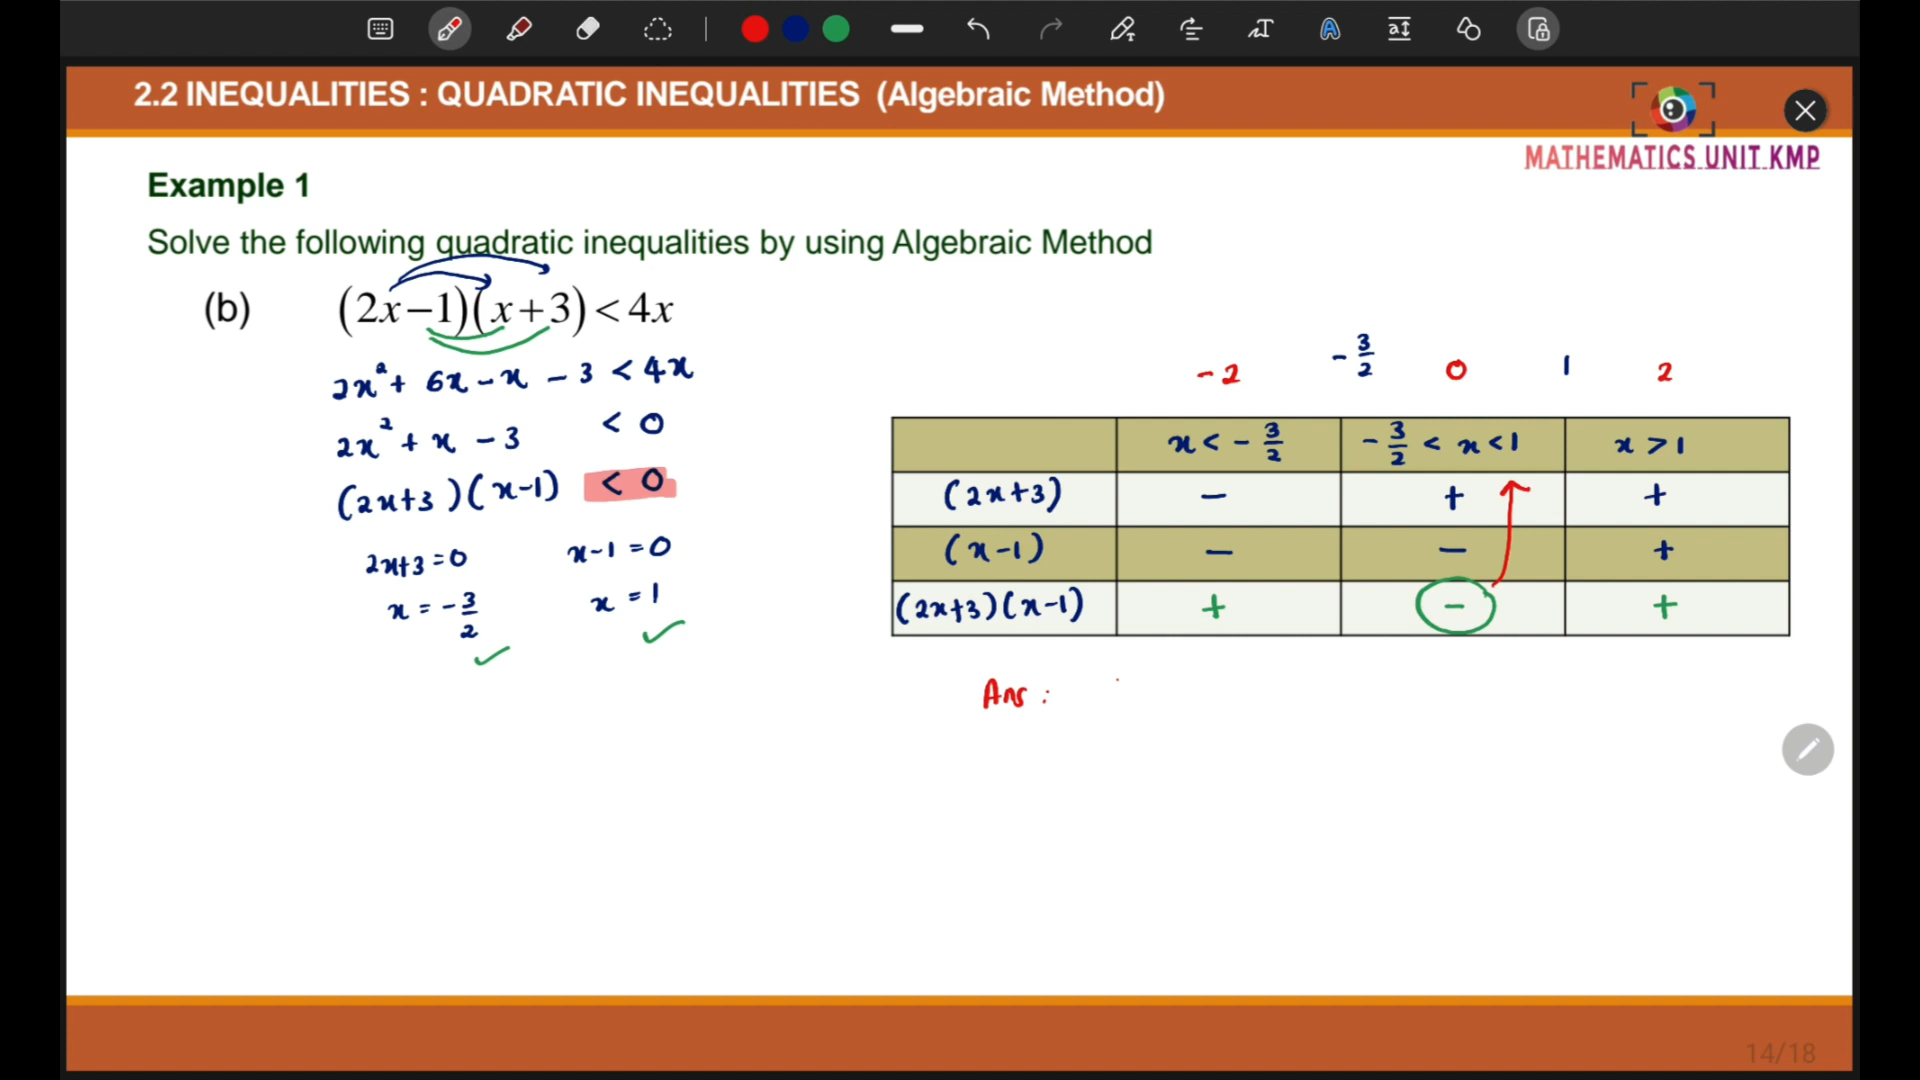 2.2 INEQUALITIES : QUADRATIC INEQUALITIES (Algebraic Method)
MATHEMATICS.UNIT.KMP
Example 1
Solve the following quadratic inequalities by using Algebraic Method
(b) (2x−1)(x+3)<4x
2x² + 6x − x − 3 < 4x
2x² + x − 3 < 0
(2x+3)(x−1) < 0
2x+3 = 0 x−1 = 0
x = −3/2 x = 1
−2 −3/2 0 1 2
x < −3/2 −3/2 < x < 1 x > 1
(2x+3) − + +
(x−1) − − +
(2x+3)(x−1) + − +
Ans :
14/18